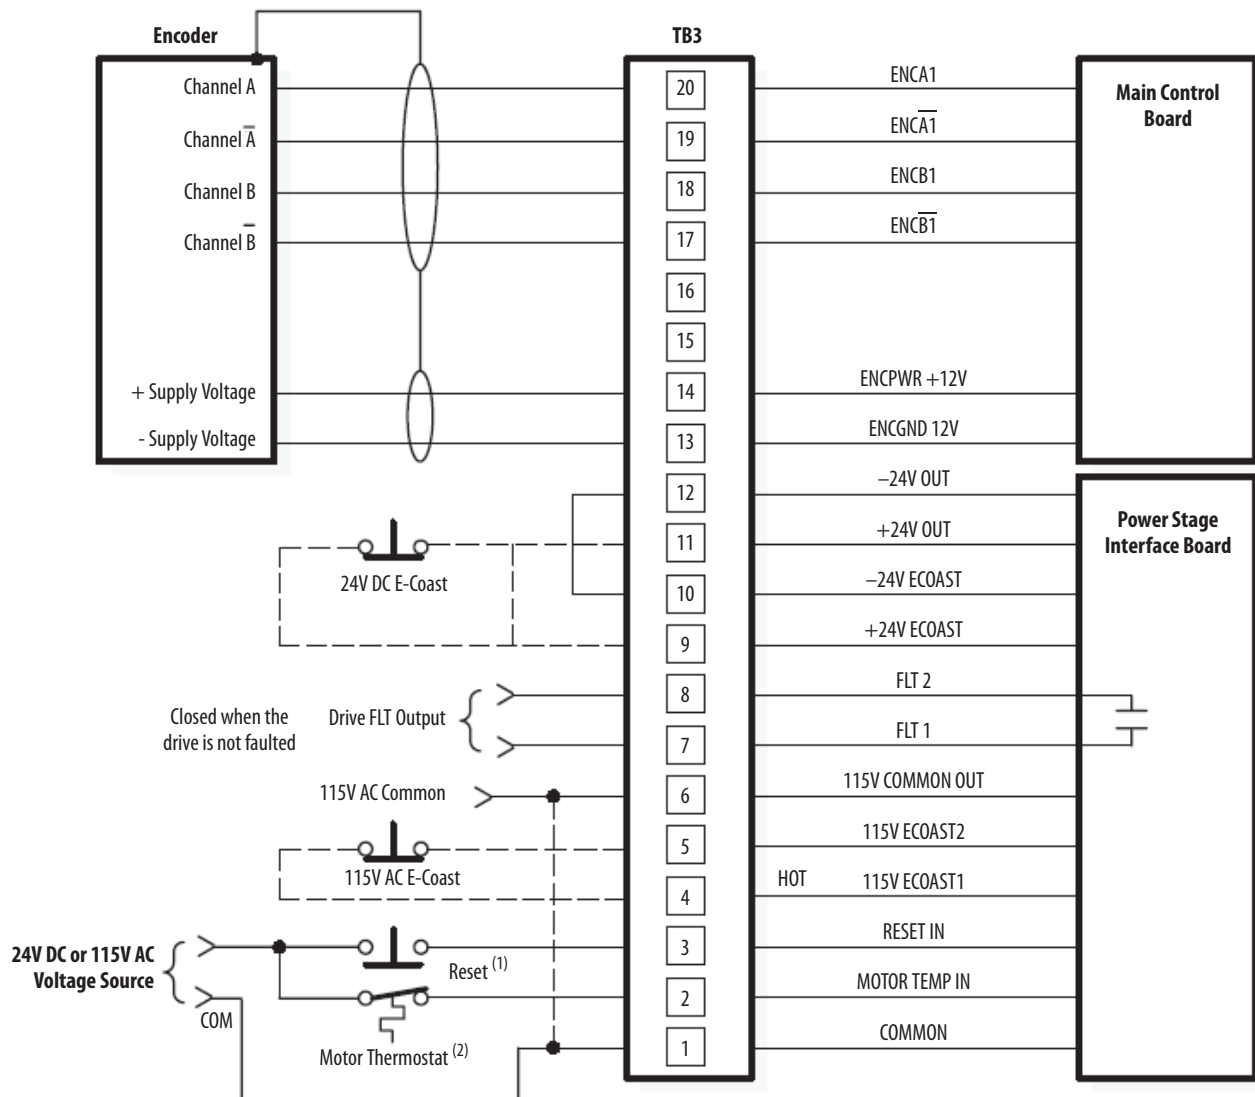 Encoder
TB3
Channel A
20
ENCA1
Main Control
Board
Channel A̅
19
ENCA̅1̅
Channel B
18
ENCB1
Channel B̅
17
ENCB̅1̅
16
15
+ Supply Voltage
14
ENCPWR +12V
- Supply Voltage
13
ENCGND 12V
12
–24V OUT
Power Stage
Interface Board
11
+24V OUT
24V DC E-Coast
10
–24V ECOAST
9
+24V ECOAST
Closed when the
drive is not faulted
Drive FLT Output
8
FLT 2
7
FLT 1
115V AC Common
6
115V COMMON OUT
5
115V ECOAST2
115V AC E-Coast
4
HOT
115V ECOAST1
24V DC or 115V AC
Voltage Source
COM
Reset (1)
3
RESET IN
2
MOTOR TEMP IN
Motor Thermostat (2)
1
COMMON